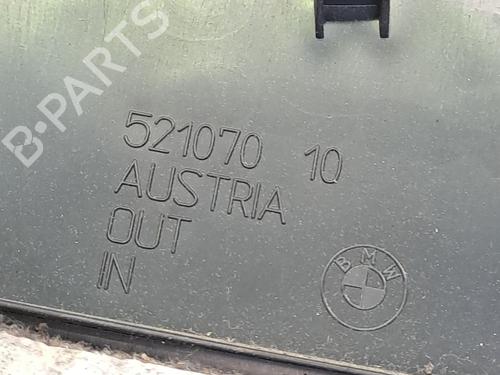 B-PARTS
521070 10
AUSTRIA
OUT
IN
BMW